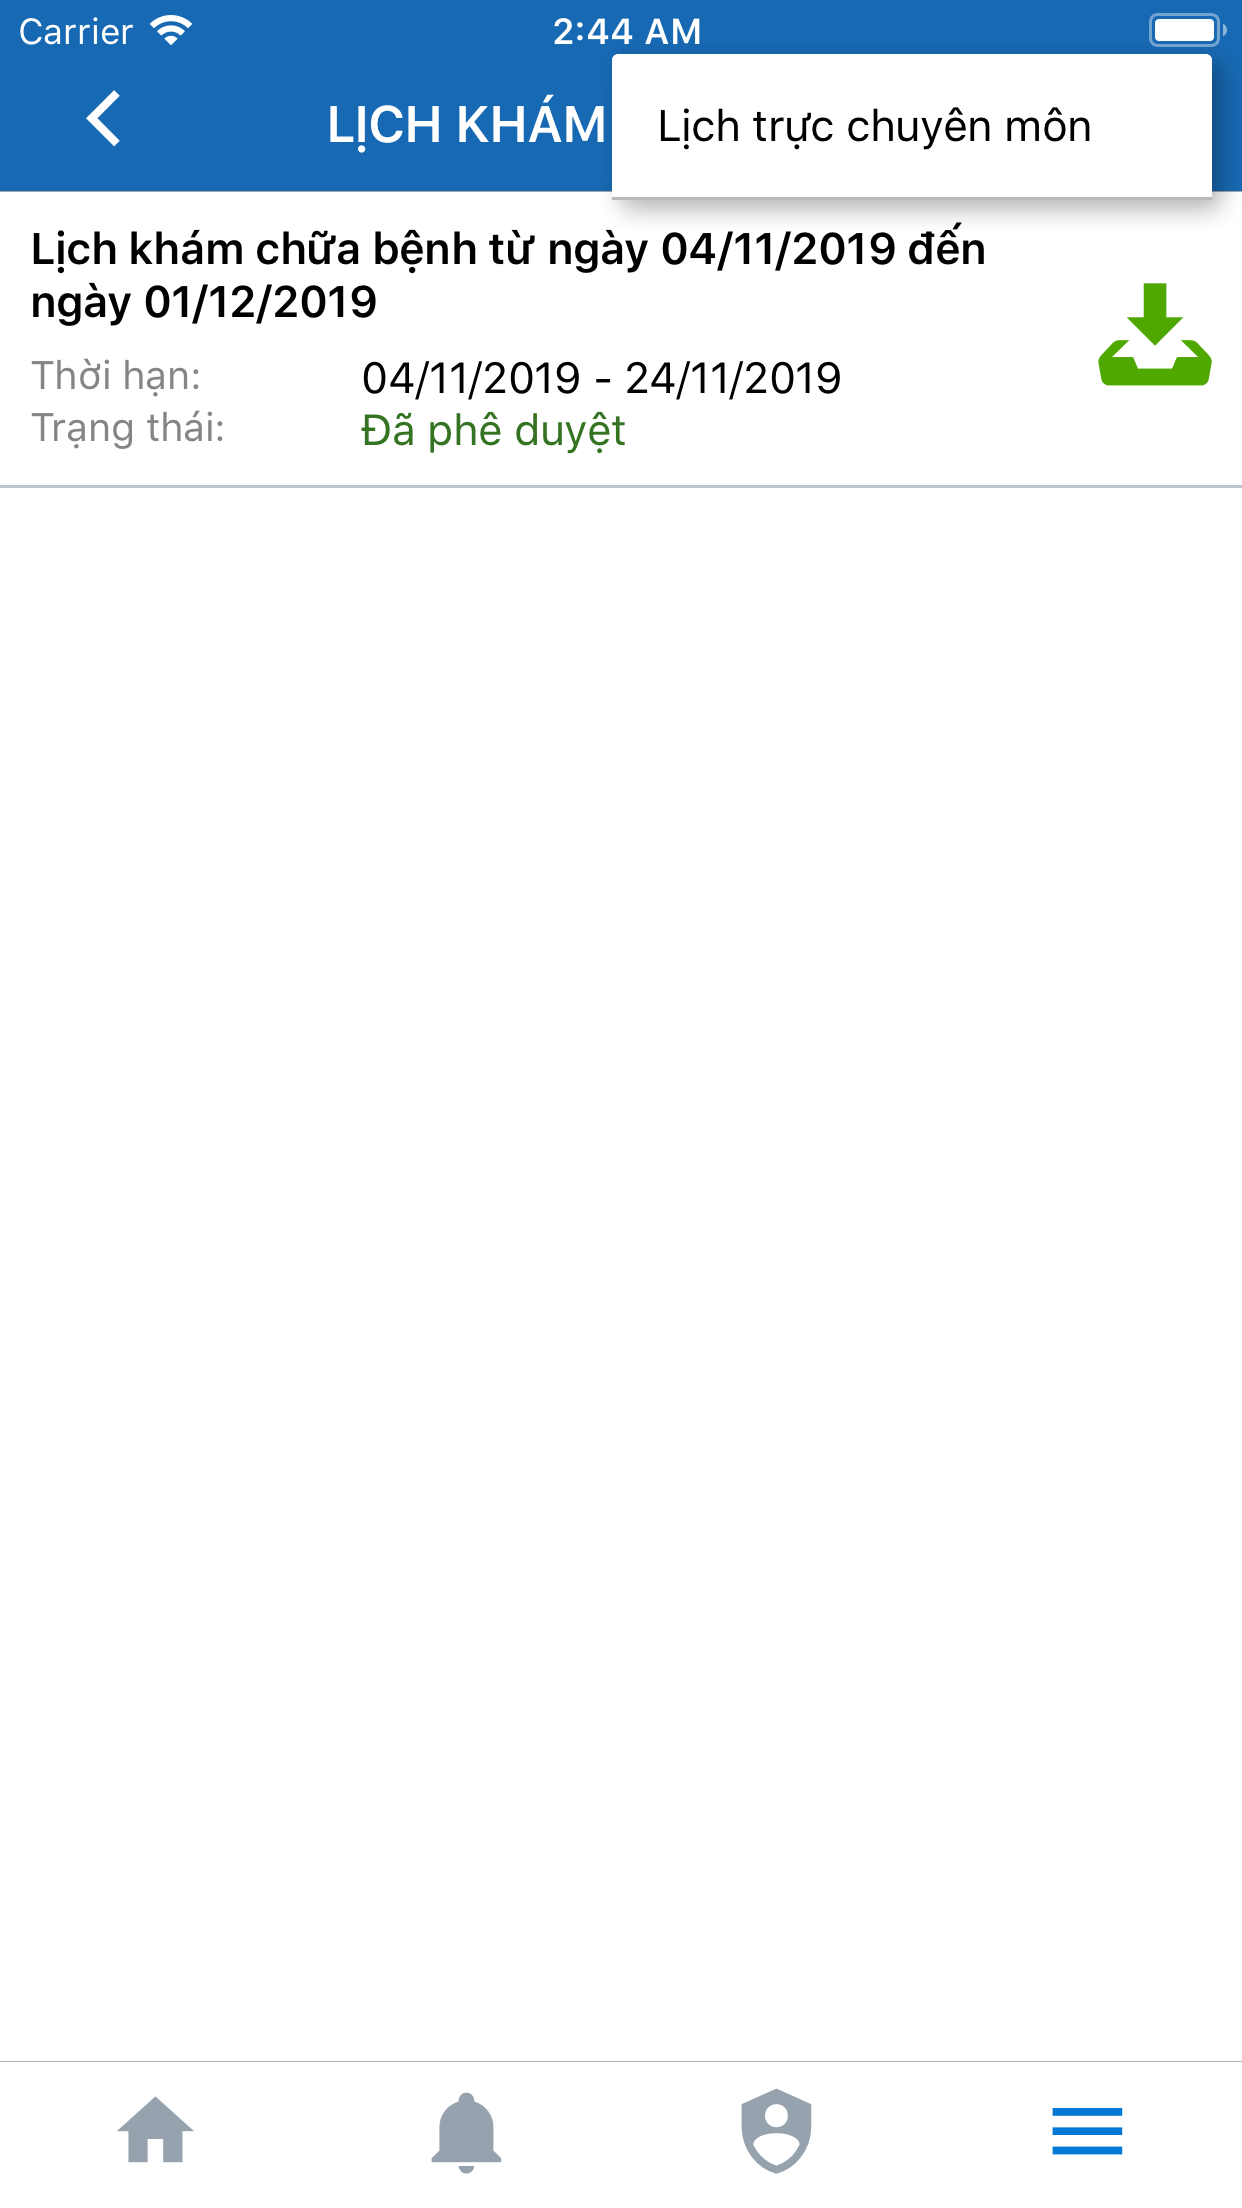 Carrier
2:44 AM
LỊCH KHÁM
Lịch trực chuyên môn
Lịch khám chữa bệnh từ ngày 04/11/2019 đến
ngày 01/12/2019
Thời hạn: 04/11/2019 - 24/11/2019
Trạng thái: Đã phê duyệt